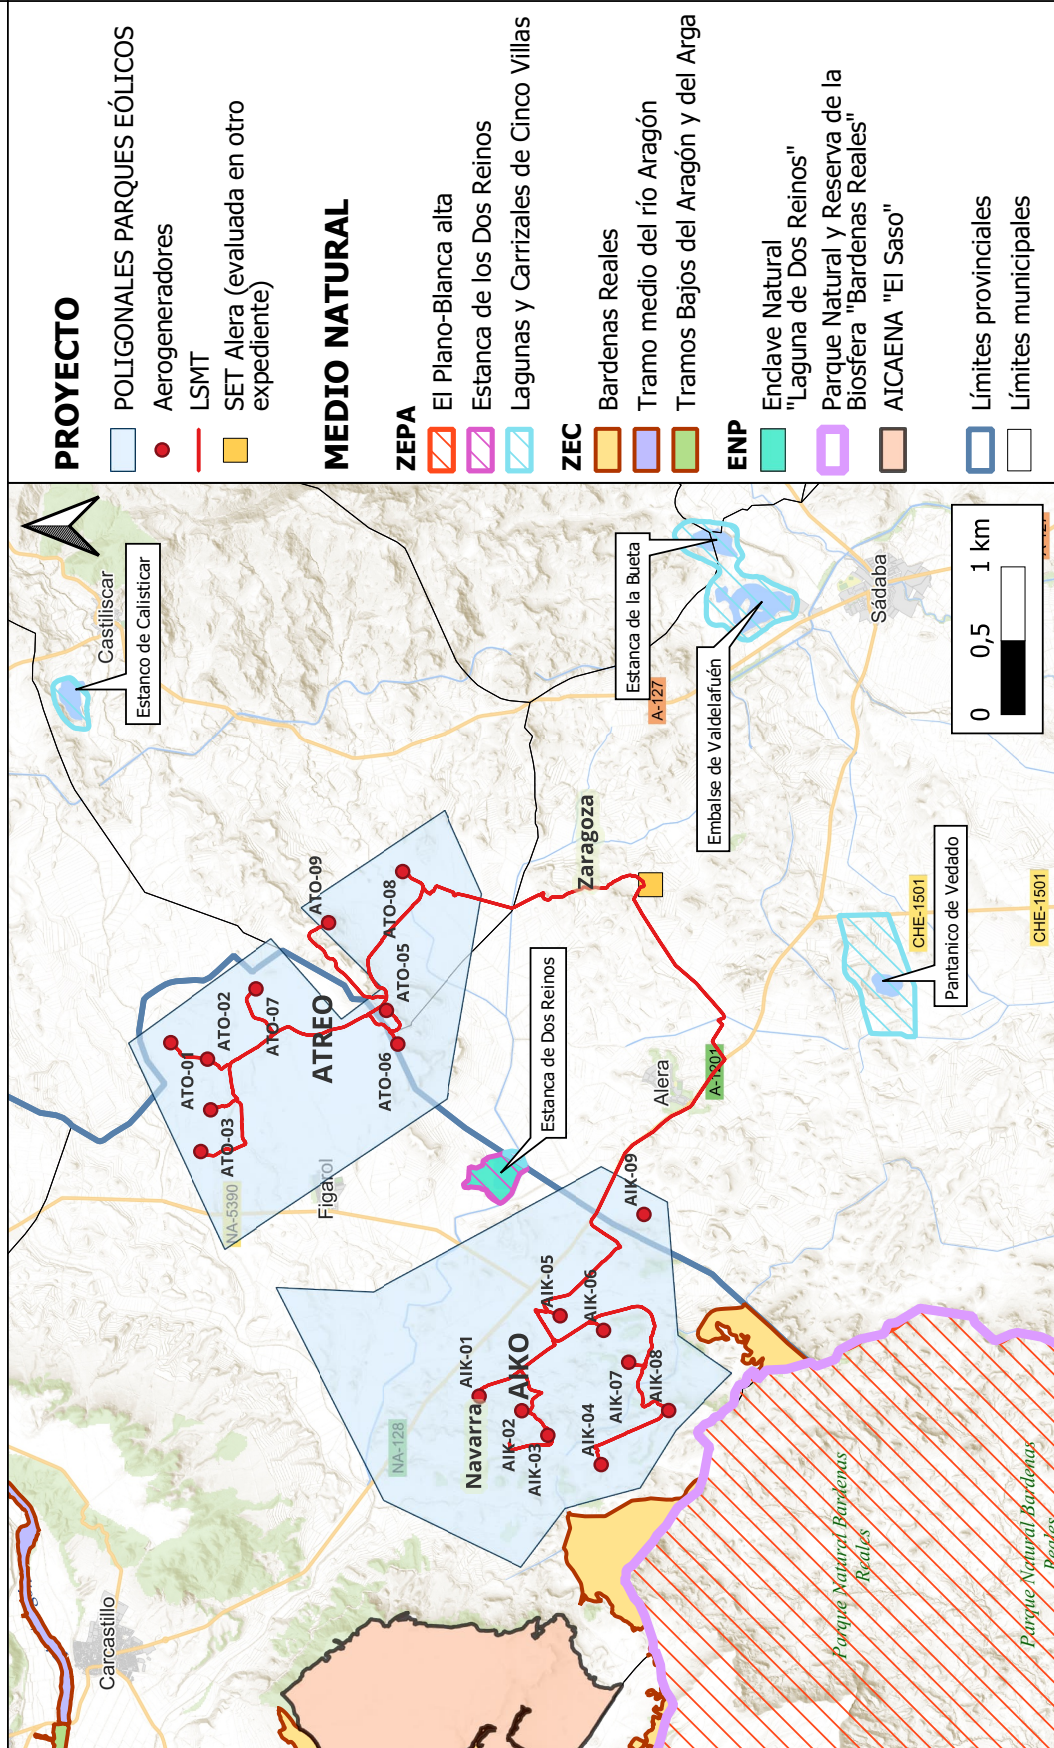 PROYECTO
POLIGONALES PARQUES EÓLICOS
Aerogeneradores
LSMT
SET Alera (evaluada en otro
expediente)
MEDIO NATURAL
ZEPA
El Plano-Blanca alta
Estanca de los Dos Reinos
Lagunas y Carrizales de Cinco Villas
ZEC
Bardenas Reales
Tramo medio del río Aragón
Tramos Bajos del Aragón y del Arga
ENP
Enclave Natural
"Laguna de Dos Reinos"
Parque Natural y Reserva de la
Biosfera "Bardenas Reales"
AICAENA "El Saso"
Límites provinciales
Límites municipales
Castiliscar
Estanco de Calisticar
Carcastillo
NA-5390
Figarol
NA-128
ATREO
ATO-01
ATO-02
ATO-03
ATO-05
ATO-06
ATO-07
ATO-08
ATO-09
Navarra
AIKO
AIK-01
AIK-02
AIK-03
AIK-04
AIK-05
AIK-06
AIK-07
AIK-08
AIK-09
Estanca de Dos Reinos
Zaragoza
Alera
A-1201
A-127
Estanca de la Bueta
Embalse de Valdelafuén
Sádaba
Pantanico de Vedado
CHE-1501
CHE-1501
Parque Natural Bardenas
Reales
Parque Natural Bardenas
Reales
0 0,5 1 km